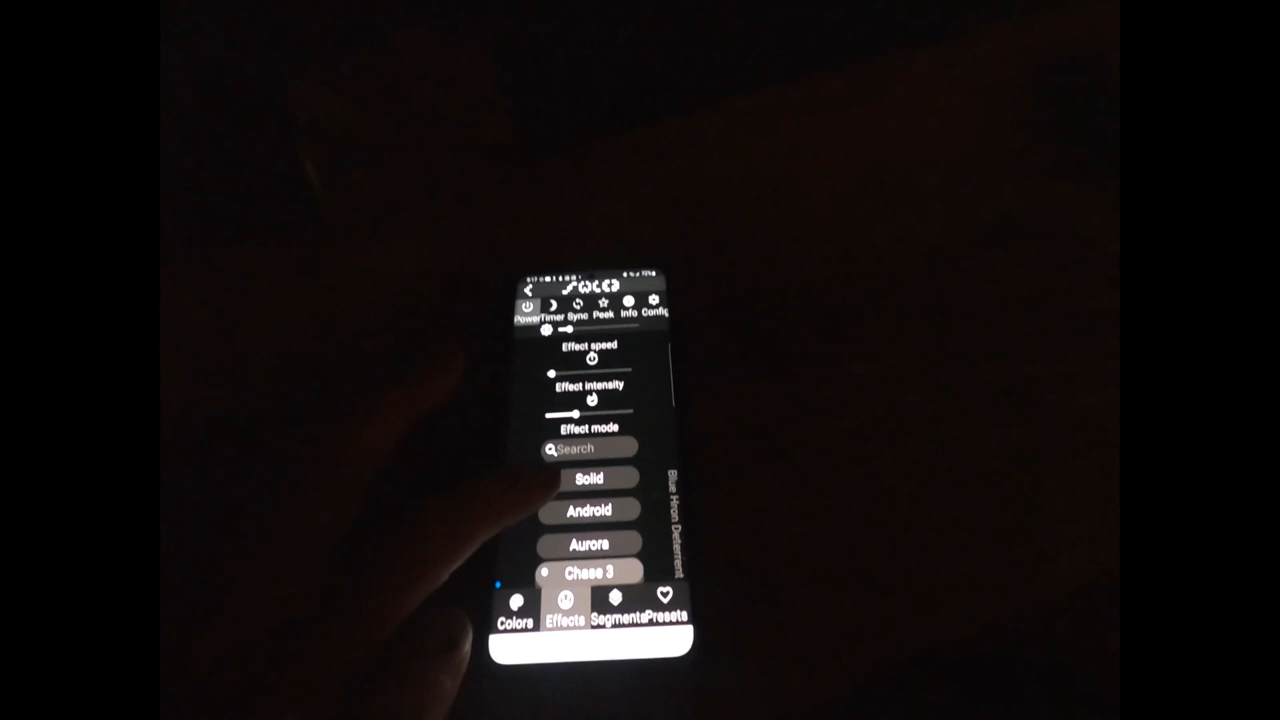 WLED
Power Timer Sync Peek Info Config
Effect speed
Effect intensity
Effect mode
Search
Solid
Android
Aurora
Chase 3
Colors Effects Segments Presets
Blue Hron Deterrent